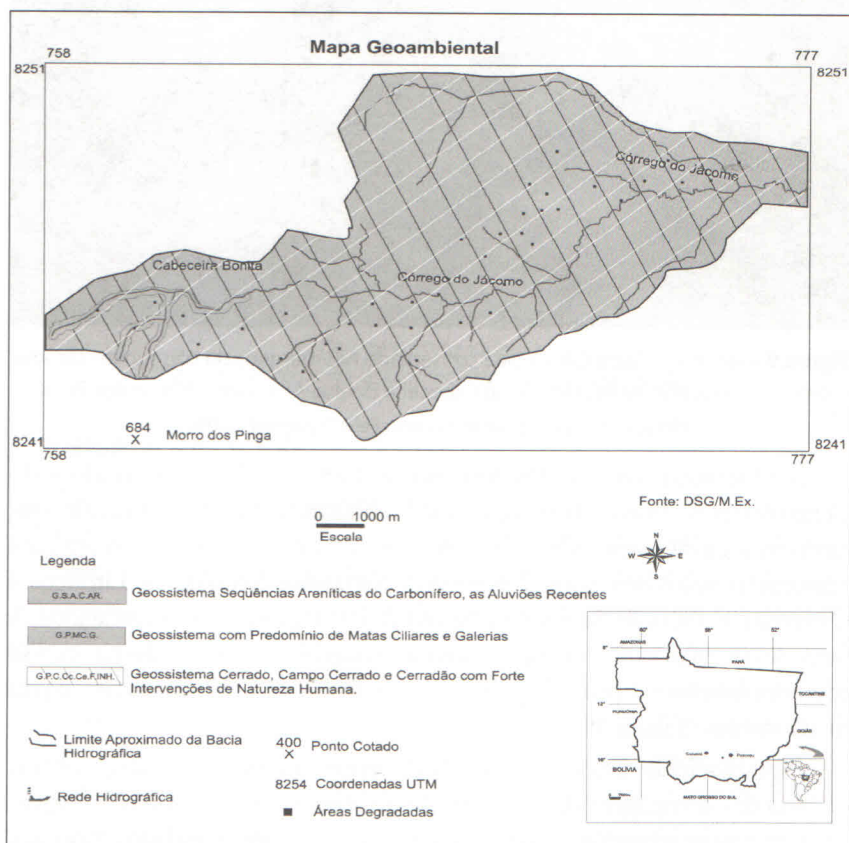 Mapa Geoambiental
758
777
8251
8251
Córrego do Jácomo
Cabeceira Bonita
Córrego do Jácomo
684
Morro dos Pinga
8241
8241
758
777
Fonte: DSG/M.Ex.
0 1000 m
Escala
N
W E
S
Legenda
G.S.A.C.AR. Geossistema Seqüências Areníticas do Carbonífero, as Aluviões Recentes
G.P.MC.G. Geossistema com Predomínio de Matas Ciliares e Galerias
G.P.C.Cc.Ce.F.INH. Geossistema Cerrado, Campo Cerrado e Cerradão com Forte
Intervenções de Natureza Humana.
Limite Aproximado da Bacia
Hidrográfica
400
Ponto Cotado
8254 Coordenadas UTM
Rede Hidrográfica
Áreas Degradadas
AMAZONAS
PARÁ
TOCANTINS
RONDÔNIA
GOIÁS
BOLÍVIA
MATO GROSSO DO SUL